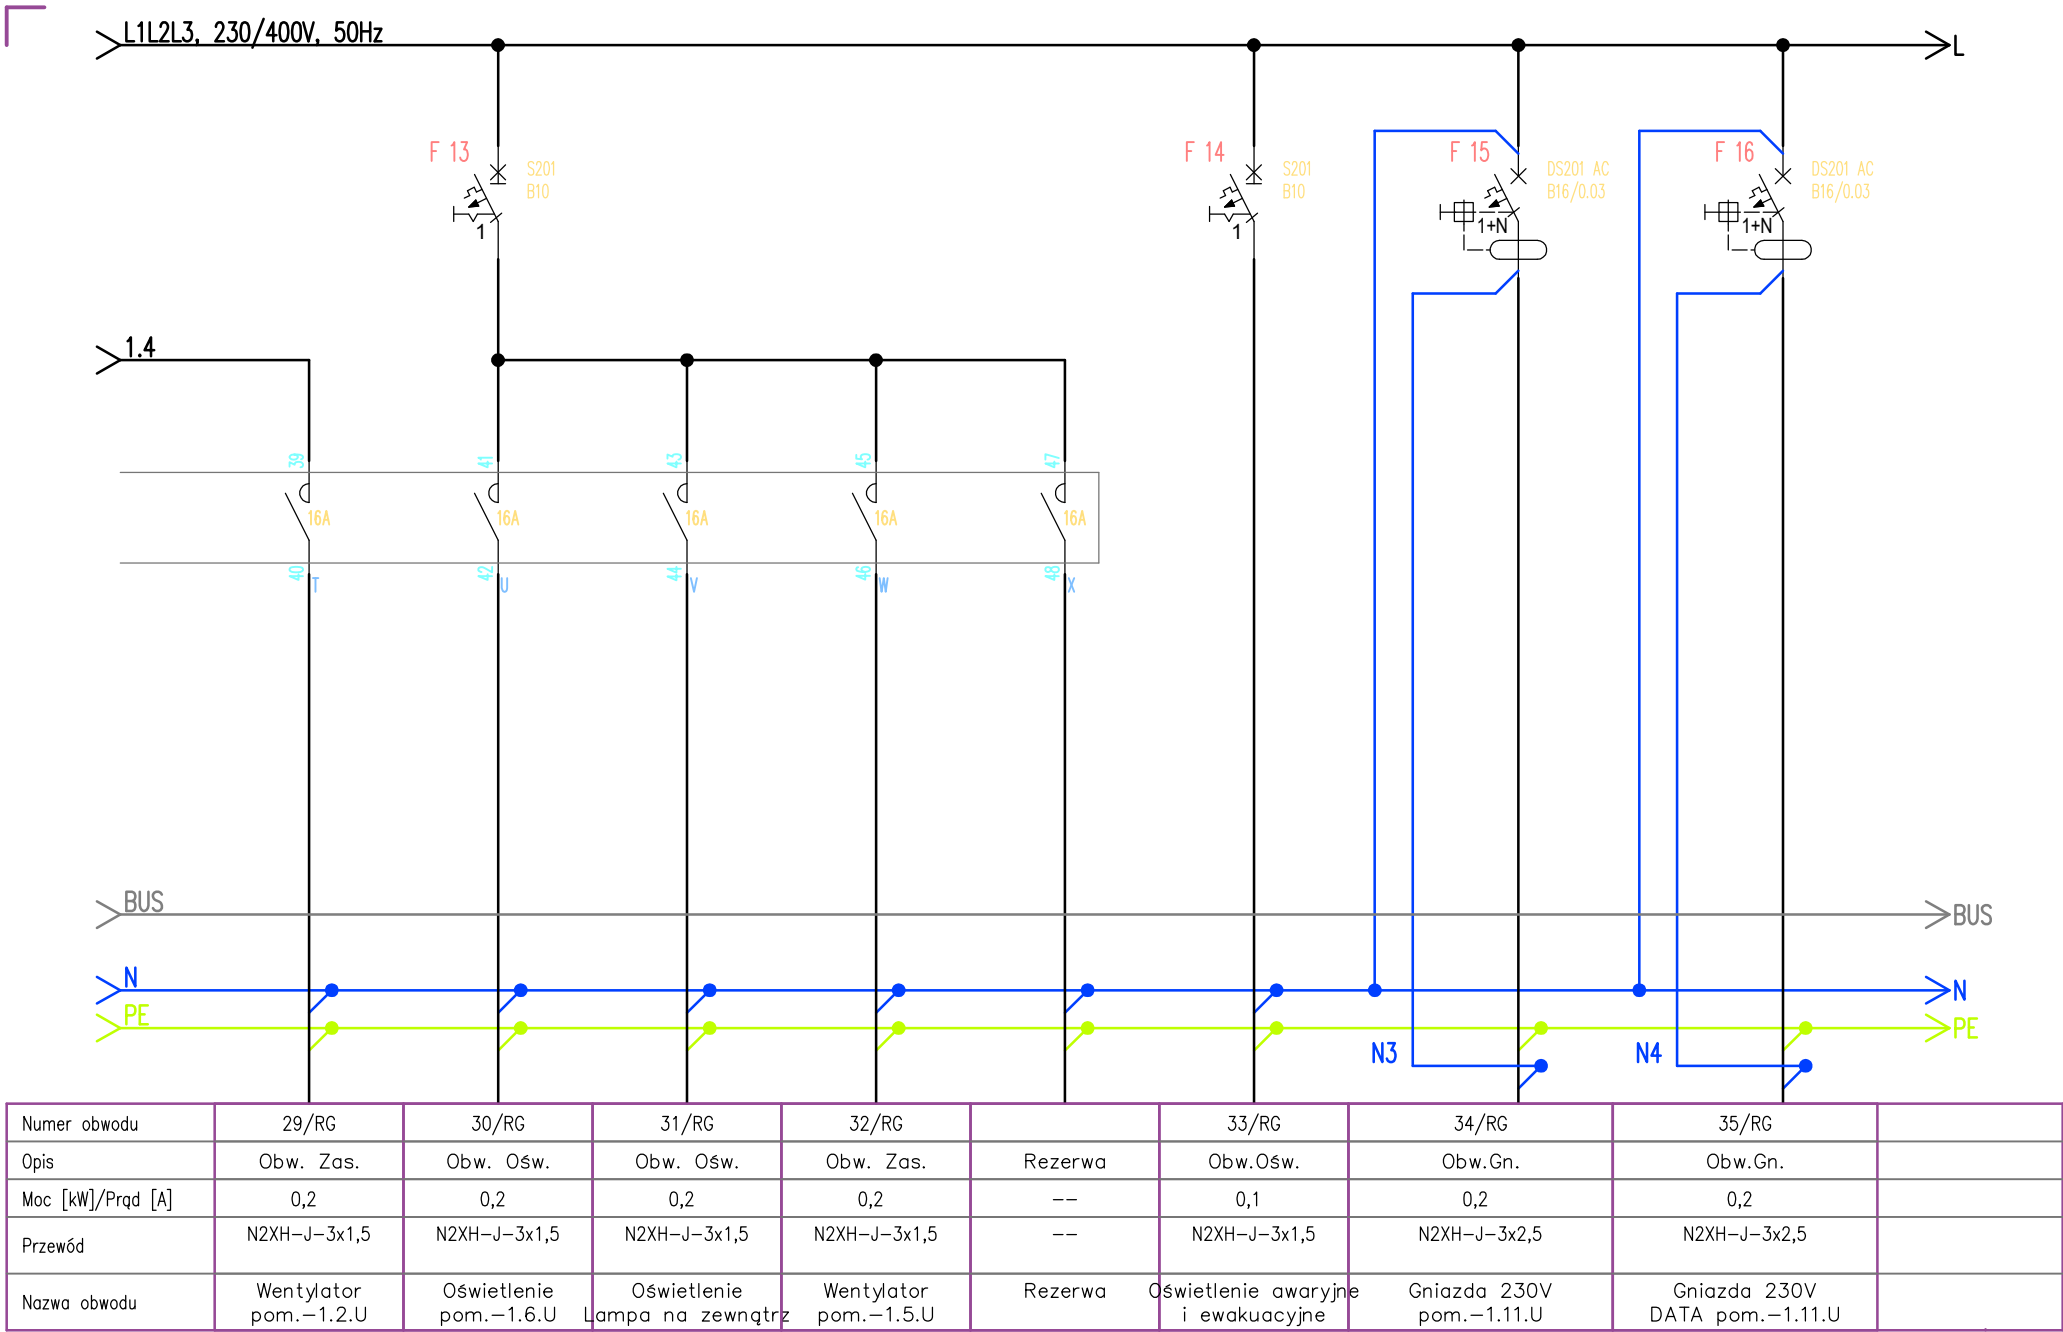 L1L2L3, 230/400V, 50Hz
L
F 13
S201
B10
1
F 14
S201
B10
1
F 15
DS201 AC
B16/0.03
1+N
F 16
DS201 AC
B16/0.03
1+N
1.4
39 41 43 45 47
16A 16A 16A 16A 16A
40 T 42 U 44 V 46 W 48 X
BUS BUS
N N
PE PE
N3 N4
Numer obwodu 29/RG 30/RG 31/RG 32/RG 33/RG 34/RG 35/RG
Opis Obw. Zas. Obw. Ośw. Obw. Ośw. Obw. Zas. Rezerwa Obw.Ośw. Obw.Gn. Obw.Gn.
Moc [kW]/Prąd [A] 0,2 0,2 0,2 0,2 -- 0,1 0,2 0,2
Przewód N2XH-J-3x1,5 N2XH-J-3x1,5 N2XH-J-3x1,5 N2XH-J-3x1,5 -- N2XH-J-3x1,5 N2XH-J-3x2,5 N2XH-J-3x2,5
Nazwa obwodu
Wentylator
pom.-1.2.U
Oświetlenie
pom.-1.6.U
Oświetlenie
Lampa na zewnątrz
Wentylator
pom.-1.5.U
Rezerwa
Oświetlenie awaryjne
i ewakuacyjne
Gniazda 230V
pom.-1.11.U
Gniazda 230V
DATA pom.-1.11.U